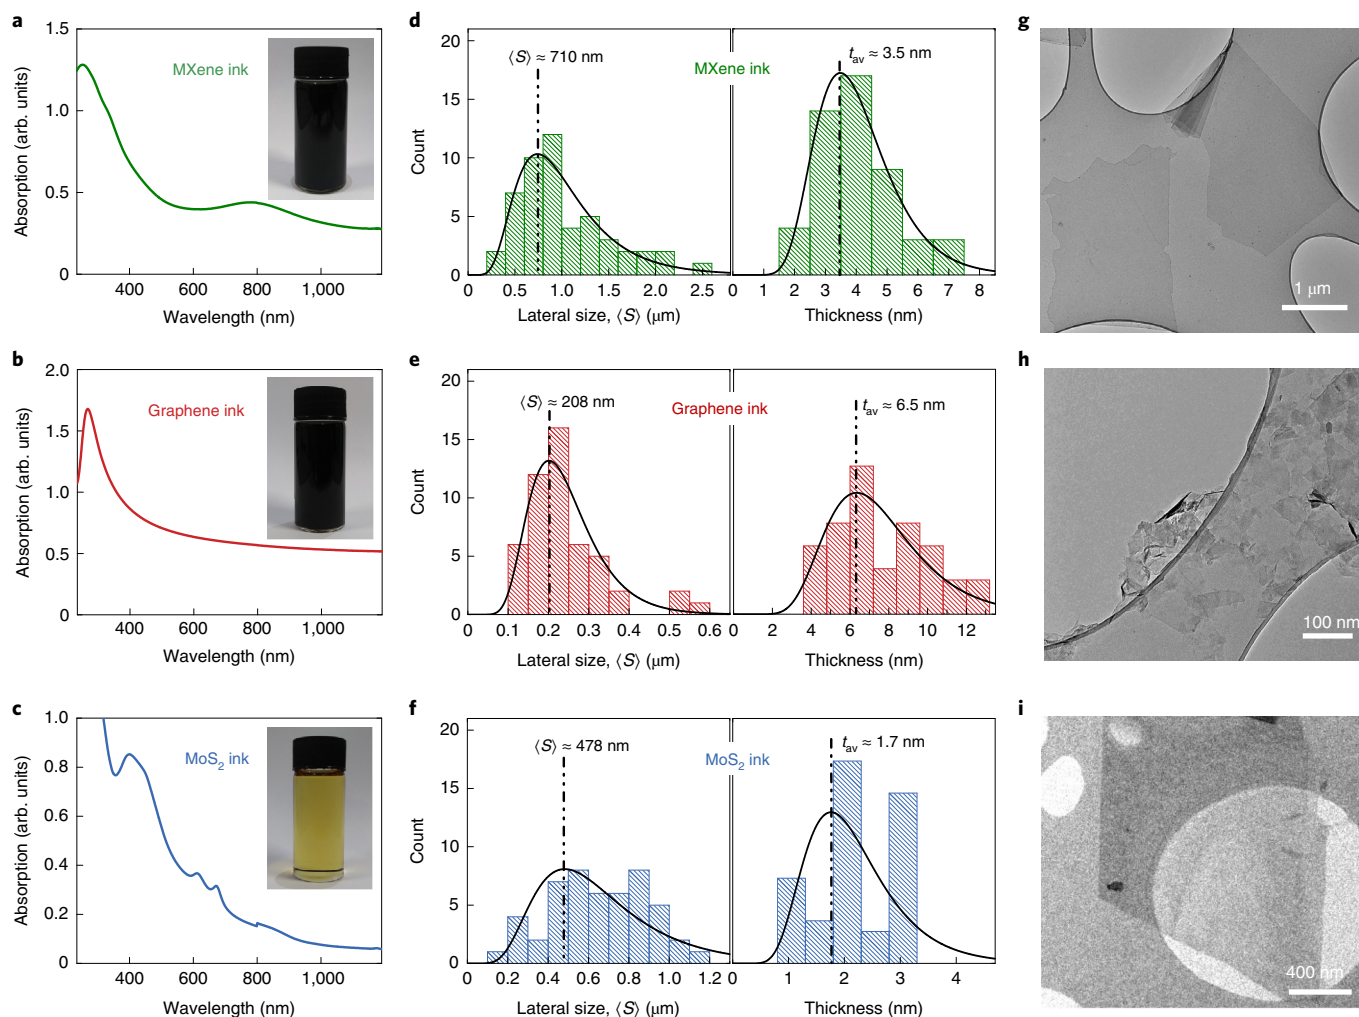 a
1.5
1.0
0.5
0
Absorption (arb. units)
MXene ink
400
800
1,000
Wavelength (nm)
d
20
15
10
5
0
Count
⟨S⟩ ≈ 710 nm
MXene ink
t_av ≈ 3.5 nm
0
0.5
1.0
1.5
2.0
2.5
Lateral size, ⟨S⟩ (μm)
0
1
2
3
4
5
6
7
8
Thickness (nm)
g
1 μm
b
2.0
1.5
1.0
0.5
0
Absorption (arb. units)
Graphene ink
400
600
800
1,000
Wavelength (nm)
e
20
15
10
5
0
Count
⟨S⟩ ≈ 208 nm
Graphene ink
t_av ≈ 6.5 nm
0
0.1
0.2
0.3
0.4
0.5
0.6
Lateral size, ⟨S⟩ (μm)
0
2
4
6
8
10
12
Thickness (nm)
h
100 nm
c
1.0
0.8
0.6
0.4
0.2
0
Absorption (arb. units)
MoS₂ ink
400
600
800
1,000
Wavelength (nm)
f
20
15
10
5
0
Count
⟨S⟩ ≈ 478 nm
MoS₂ ink
t_av ≈ 1.7 nm
0
0.2
0.4
0.6
0.8
1.0
1.2
Lateral size, ⟨S⟩ (μm)
0
1
2
3
4
Thickness (nm)
i
400 nm